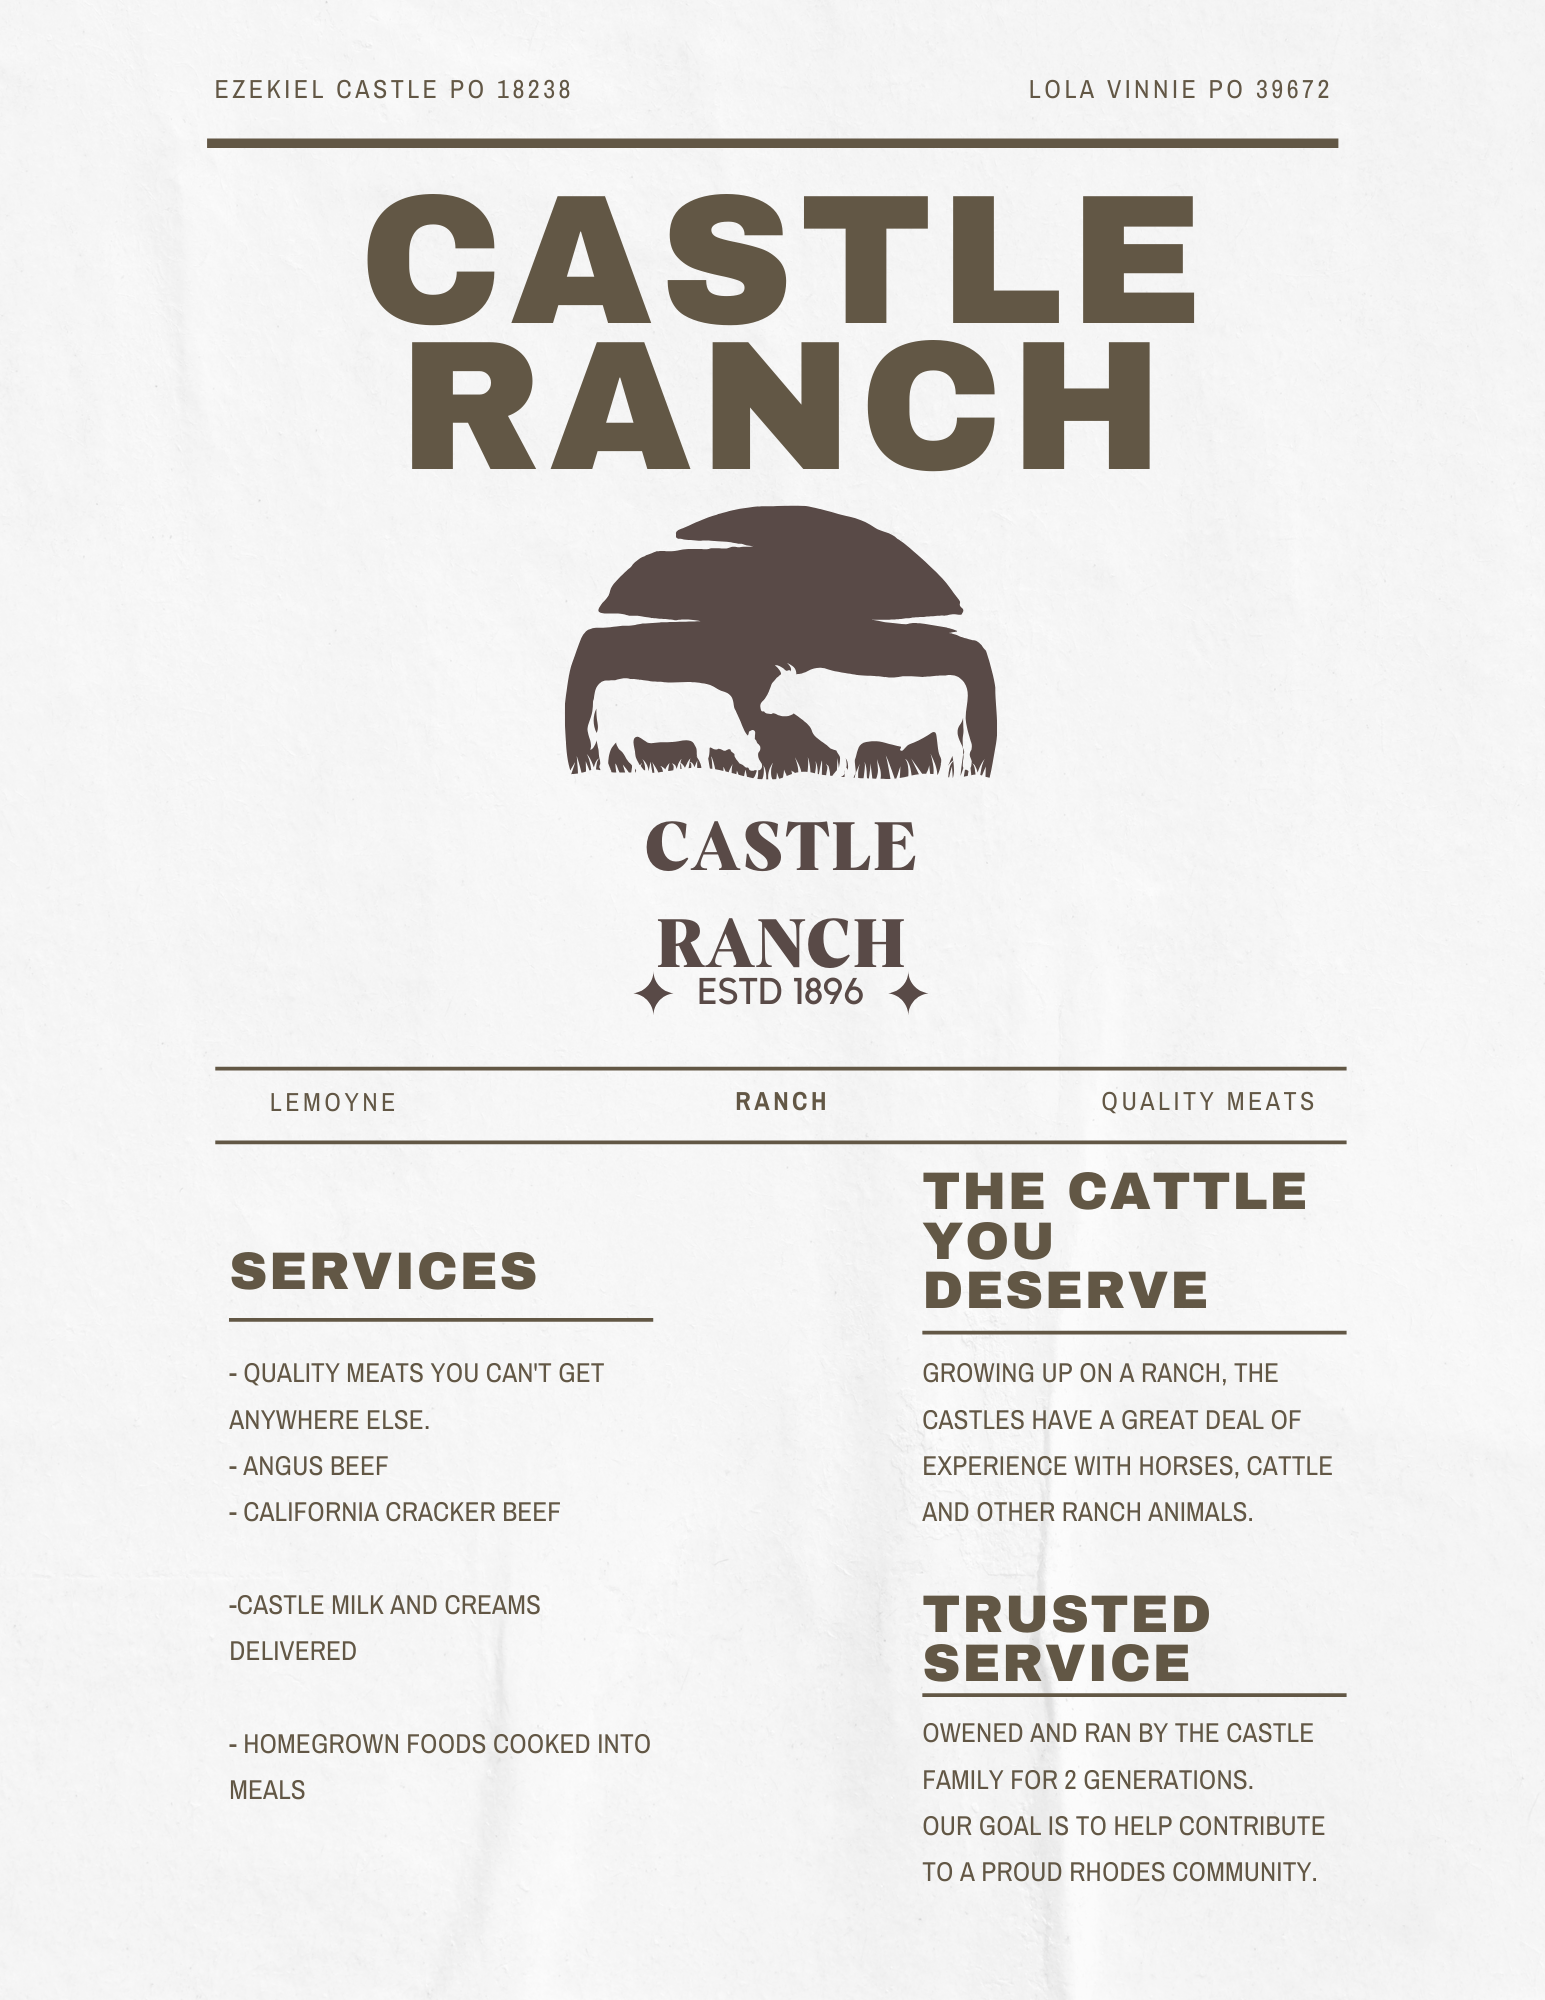 EZEKIEL CASTLE PO 18238
LOLA VINNIE PO 39672
CASTLE
RANCH
CASTLE
RANCH
ESTD 1896
LEMOYNE
RANCH
QUALITY MEATS
SERVICES
- QUALITY MEATS YOU CAN'T GET
ANYWHERE ELSE.
- ANGUS BEEF
- CALIFORNIA CRACKER BEEF
-CASTLE MILK AND CREAMS
DELIVERED
- HOMEGROWN FOODS COOKED INTO
MEALS
THE CATTLE
YOU
DESERVE
GROWING UP ON A RANCH, THE
CASTLES HAVE A GREAT DEAL OF
EXPERIENCE WITH HORSES, CATTLE
AND OTHER RANCH ANIMALS.
TRUSTED
SERVICE
OWENED AND RAN BY THE CASTLE
FAMILY FOR 2 GENERATIONS.
OUR GOAL IS TO HELP CONTRIBUTE
TO A PROUD RHODES COMMUNITY.